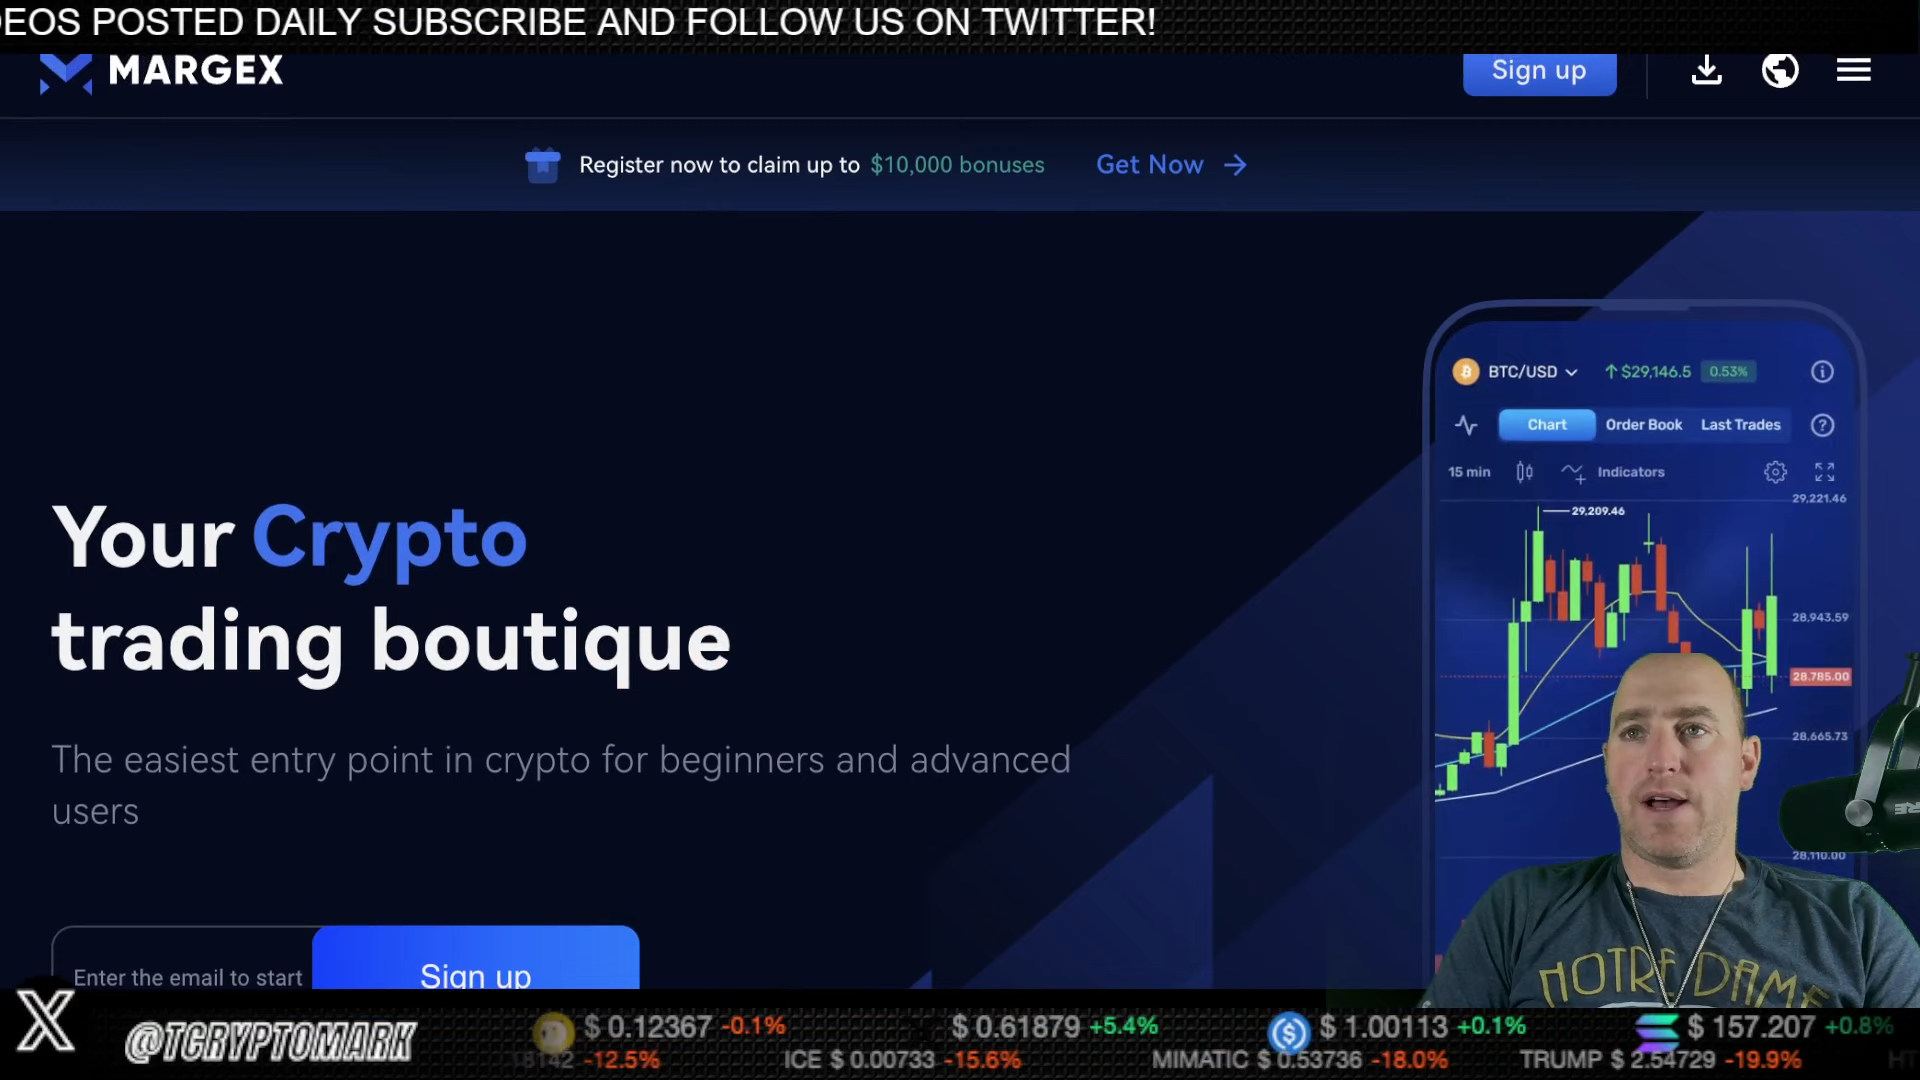 DEOS POSTED DAILY SUBSCRIBE AND FOLLOW US ON TWITTER!
MARGEX
Sign up
Register now to claim up to $10,000 bonuses Get Now
BTC/USD $29,146.5 0.53%
Chart Order Book Last Trades
15 min Indicators
29,221.46
29,209.46
28,943.59
28.785.00
28,665.73
28,110.00
Your Crypto
trading boutique
The easiest entry point in crypto for beginners and advanced
users
Enter the email to start
Sign up
NOTRE DAME
X
@TCRYPTOMARK
$ 0.12367 -0.1% $ 0.61879 +5.4% $ 1.00113 +0.1% $ 157.207 +0.8%
18142 -12.5% ICE $ 0.00733 -15.6% MIMATIC $ 0.53736 -18.0% TRUMP $ 2.54729 -19.9% HT